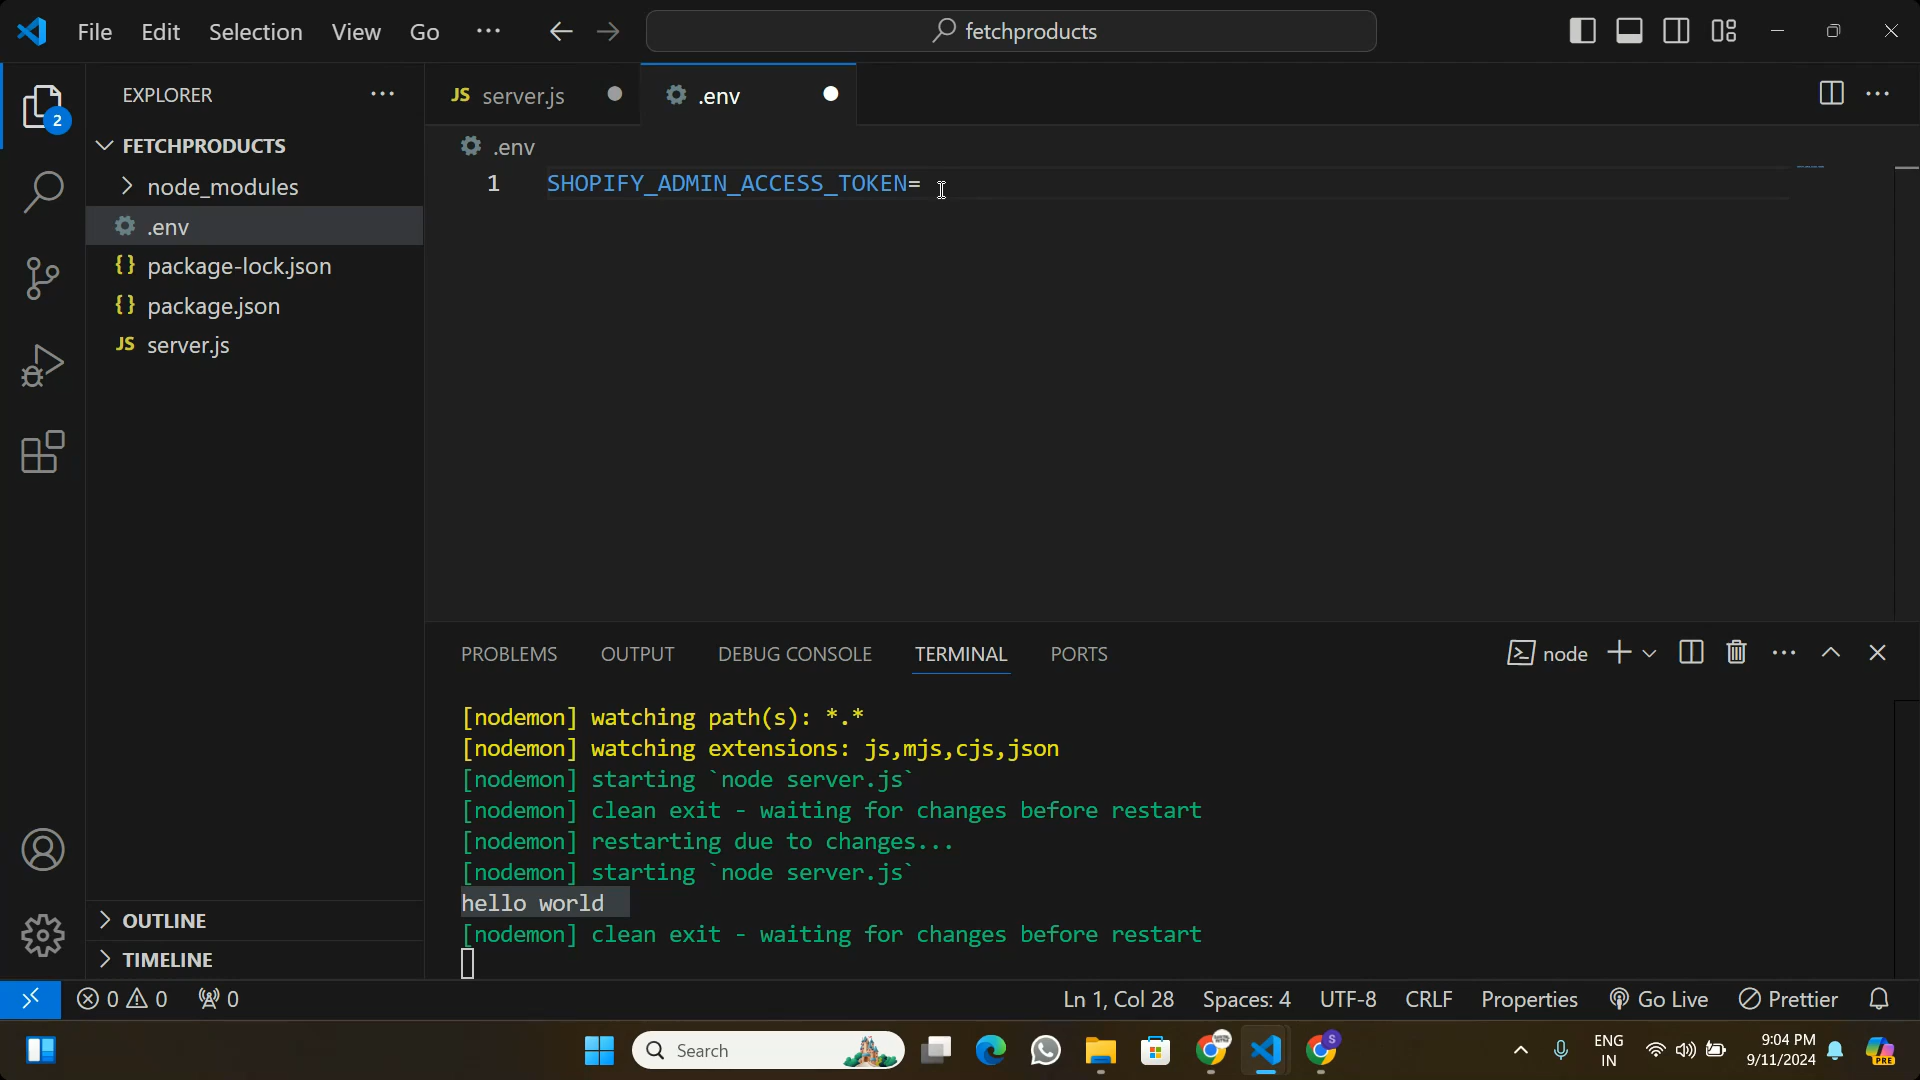 File Edit Selection View Go ··· fetchproducts
EXPLORER ···
JS server.js
.env
2
FETCHPRODUCTS
node_modules
.env
{} package-lock.json
{} package.json
JS server.js
.env
1 SHOPIFY_ADMIN_ACCESS_TOKEN=
PROBLEMS OUTPUT DEBUG CONSOLE TERMINAL PORTS
node
[nodemon] watching path(s): *.*
[nodemon] watching extensions: js,mjs,cjs,json
[nodemon] starting `node server.js`
[nodemon] clean exit - waiting for changes before restart
[nodemon] restarting due to changes...
[nodemon] starting `node server.js`
hello world
[nodemon] clean exit - waiting for changes before restart
OUTLINE
TIMELINE
0 0 0 Ln 1, Col 28 Spaces: 4 UTF-8 CRLF Properties Go Live Prettier
Search
S
ENG
IN
9:04 PM
9/11/2024
PRE